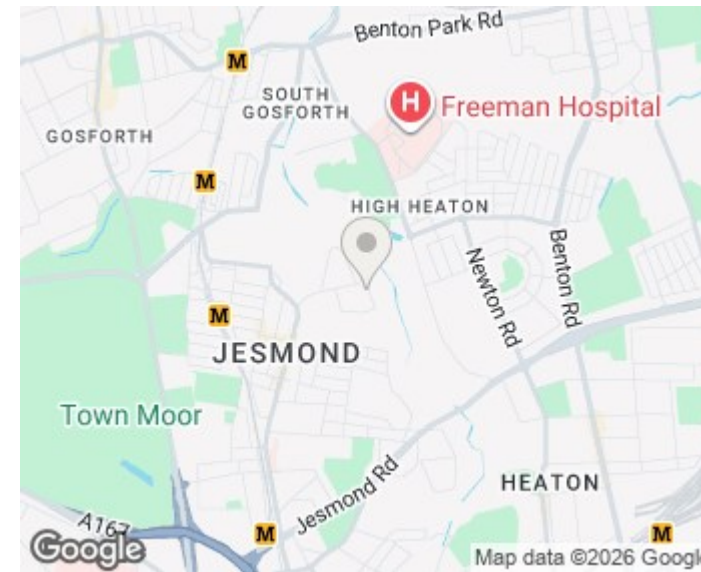 Benton Park Rd
M
SOUTH
GOSFORTH
H
Freeman Hospital
GOSFORTH
M
HIGH HEATON
Newton Rd
Benton Rd
M
JESMOND
Town Moor
Jesmond Rd
HEATON
A167
M
M
Google
Map data ©2026 Google